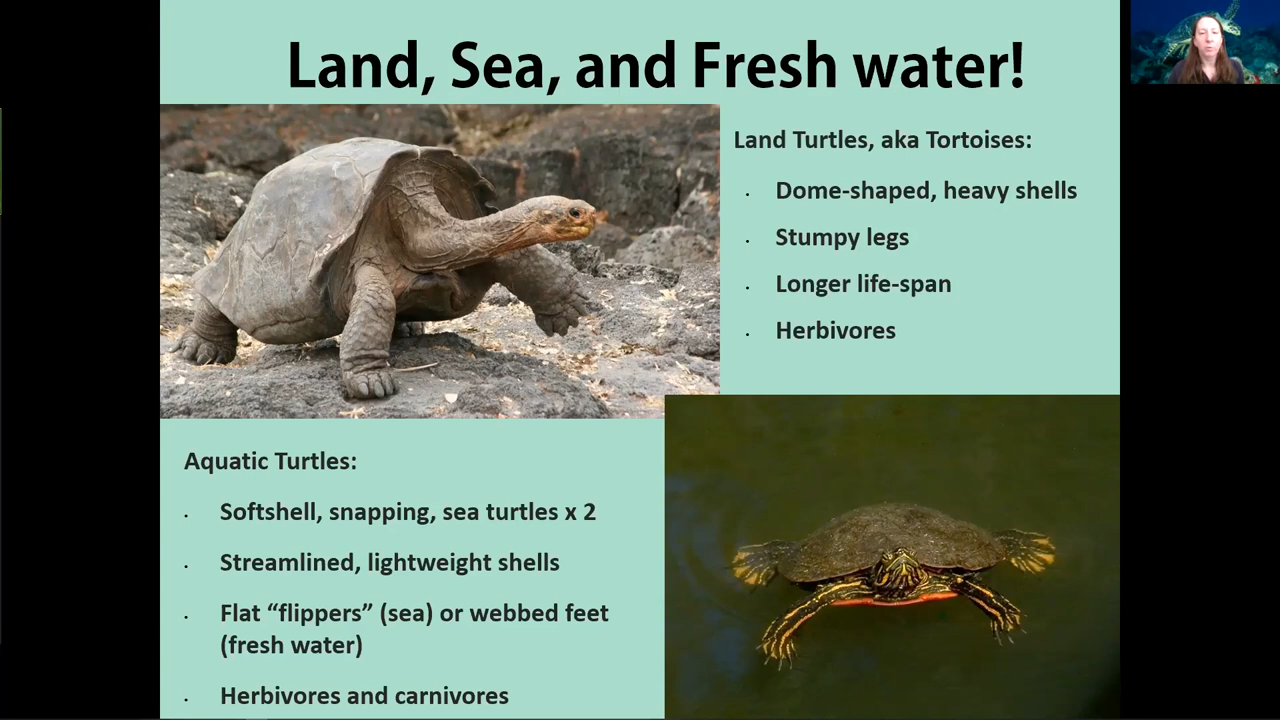 Land, Sea, and Fresh water!
Land Turtles, aka Tortoises:
· Dome-shaped, heavy shells
· Stumpy legs
· Longer life-span
· Herbivores
Aquatic Turtles:
· Softshell, snapping, sea turtles x 2
· Streamlined, lightweight shells
· Flat “flippers” (sea) or webbed feet
(fresh water)
· Herbivores and carnivores